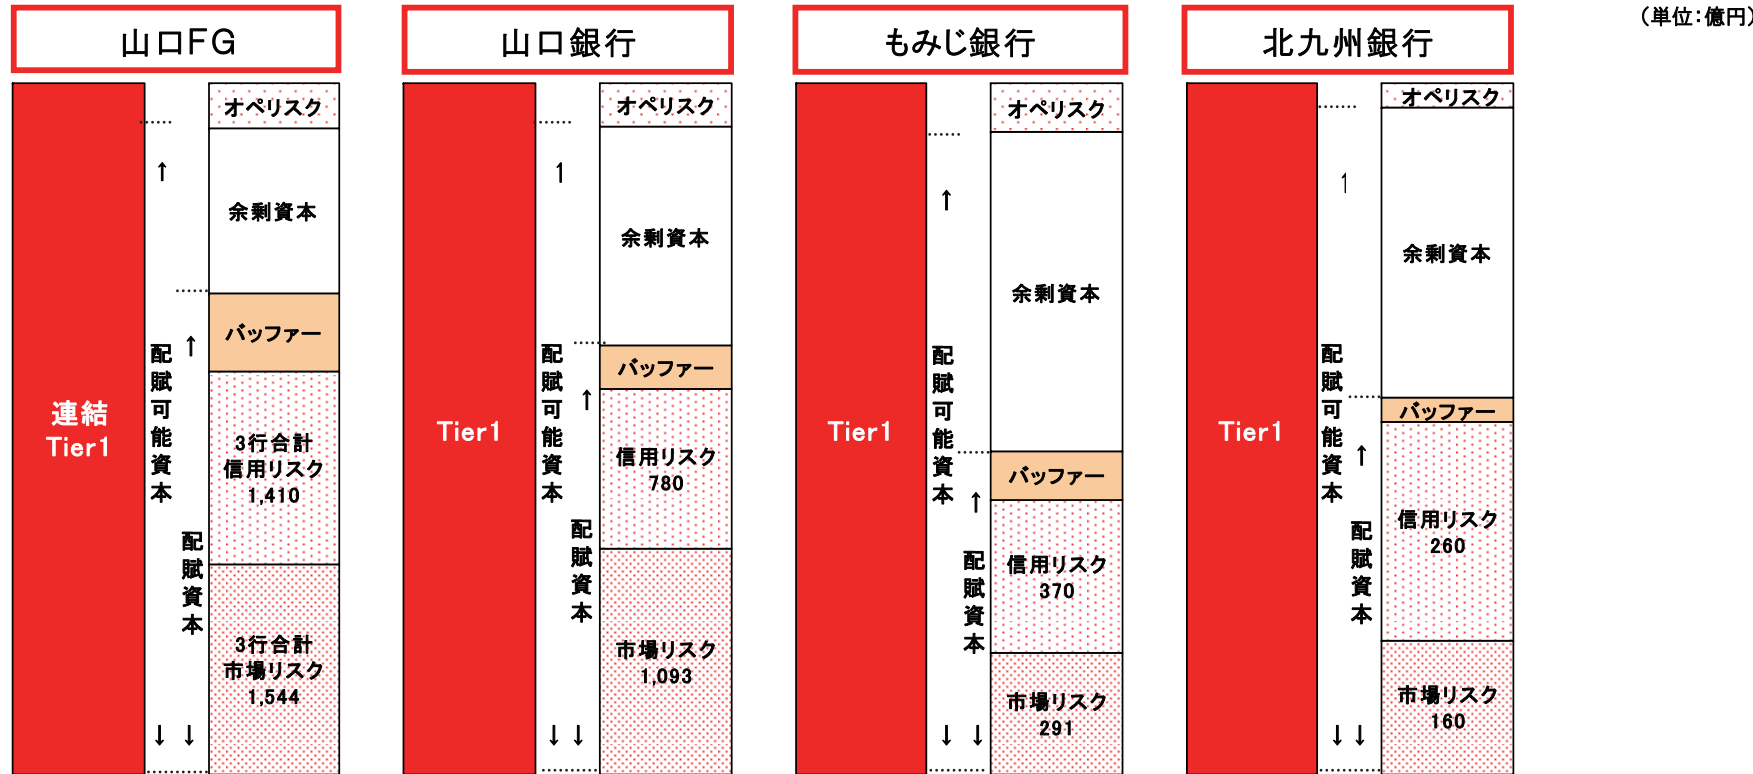 (単位:億円)
山口FG
山口銀行
もみじ銀行
北九州銀行
連結
Tier1
配賦可能資本
配賦資本
オペリスク
余剰資本
バッファー
3行合計
信用リスク
1,410
3行合計
市場リスク
1,544
Tier1
配賦可能資本
配賦資本
オペリスク
余剰資本
バッファー
信用リスク
780
市場リスク
1,093
Tier1
配賦可能資本
配賦資本
オペリスク
余剰資本
バッファー
信用リスク
370
市場リスク
291
Tier1
配賦可能資本
配賦資本
オペリスク
余剰資本
バッファー
信用リスク
260
市場リスク
160